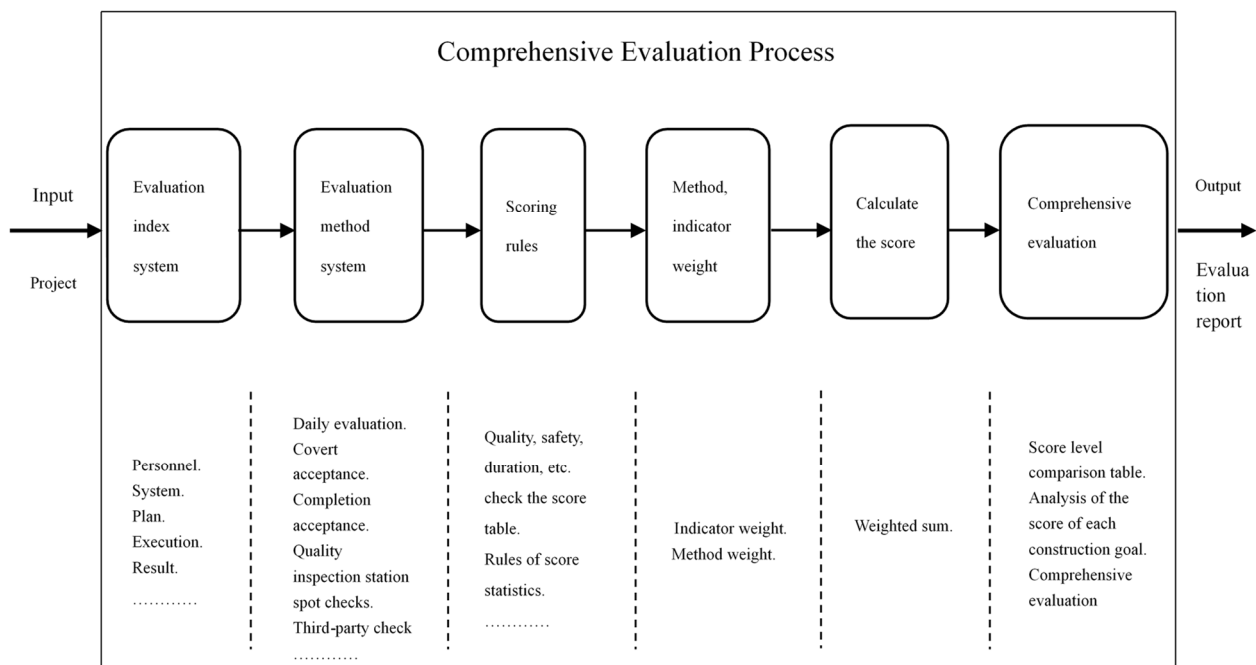 Comprehensive Evaluation Process
Input
Project
Evaluation
index
system
Evaluation
method
system
Scoring
rules
Method,
indicator
weight
Calculate
the score
Comprehensive
evaluation
Output
Evalua
tion
report
Personnel.
System.
Plan.
Execution.
Result.
…………
Daily evaluation.
Covert
acceptance.
Completion
acceptance.
Quality
inspection station
spot checks.
Third-party check
…………
Quality, safety,
duration, etc.
check the score
table.
Rules of score
statistics.
…………
Indicator weight.
Method weight.
Weighted sum.
Score level
comparison table.
Analysis of the
score of each
construction goal.
Comprehensive
evaluation